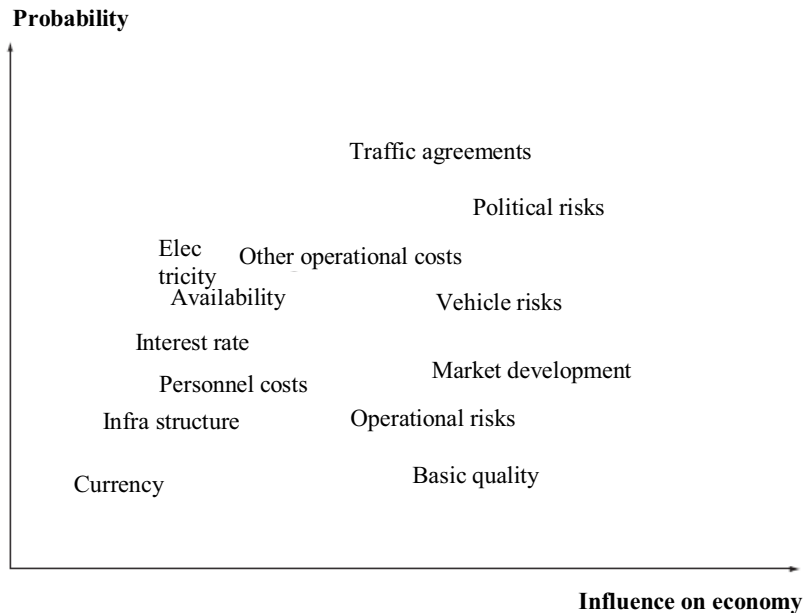 Probability
Traffic agreements
Political risks
Elec
tricity
Other operational costs
Availability
Vehicle risks
Interest rate
Market development
Personnel costs
Infra structure
Operational risks
Basic quality
Currency
Influence on economy